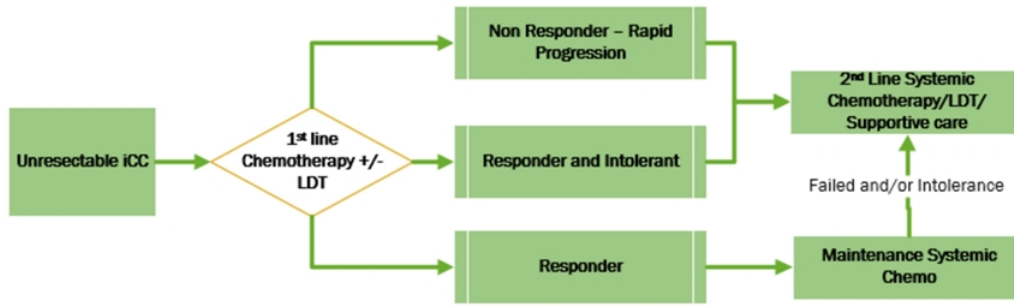 Unresectable iCC
1st line
Chemotherapy +/-
LDT
Non Responder – Rapid
Progression
Responder and Intolerant
Responder
2nd Line Systemic
Chemotherapy/LDT/
Supportive care
Failed and/or Intolerance
Maintenance Systemic
Chemo